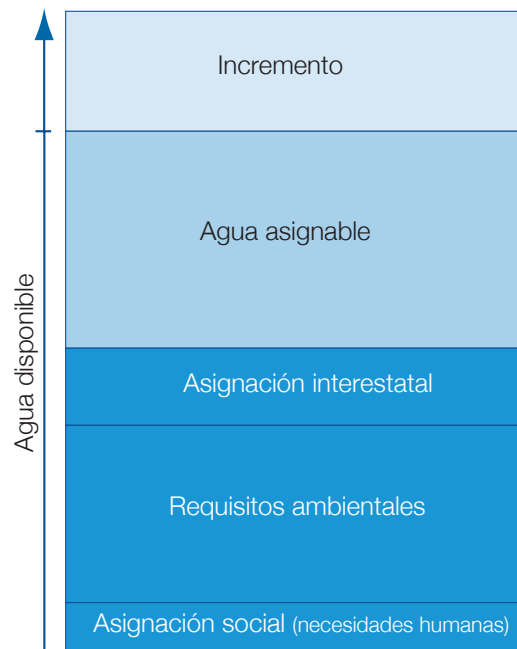 Incremento
Agua asignable
Asignación interestatal
Requisitos ambientales
Asignación social (necesidades humanas)
Agua disponible